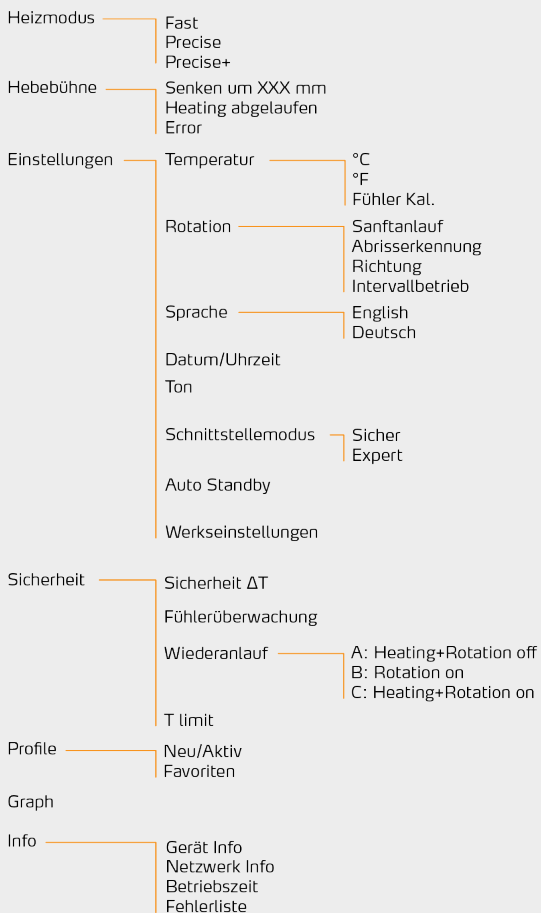 Heizmodus
Fast
Precise
Precise+
Hebebühne
Senken um XXX mm
Heating abgelaufen
Error
Einstellungen
Temperatur
°C
°F
Fühler Kal.
Rotation
Sanftanlauf
Abrisserkennung
Richtung
Intervallbetrieb
Sprache
English
Deutsch
Datum/Uhrzeit
Ton
Schnittstellemodus
Sicher
Expert
Auto Standby
Werkseinstellungen
Sicherheit
Sicherheit ΔT
Fühlerüberwachung
Wiederanlauf
A: Heating+Rotation off
B: Rotation on
C: Heating+Rotation on
T limit
Profile
Neu/Aktiv
Favoriten
Graph
Info
Gerät Info
Netzwerk Info
Betriebszeit
Fehlerliste